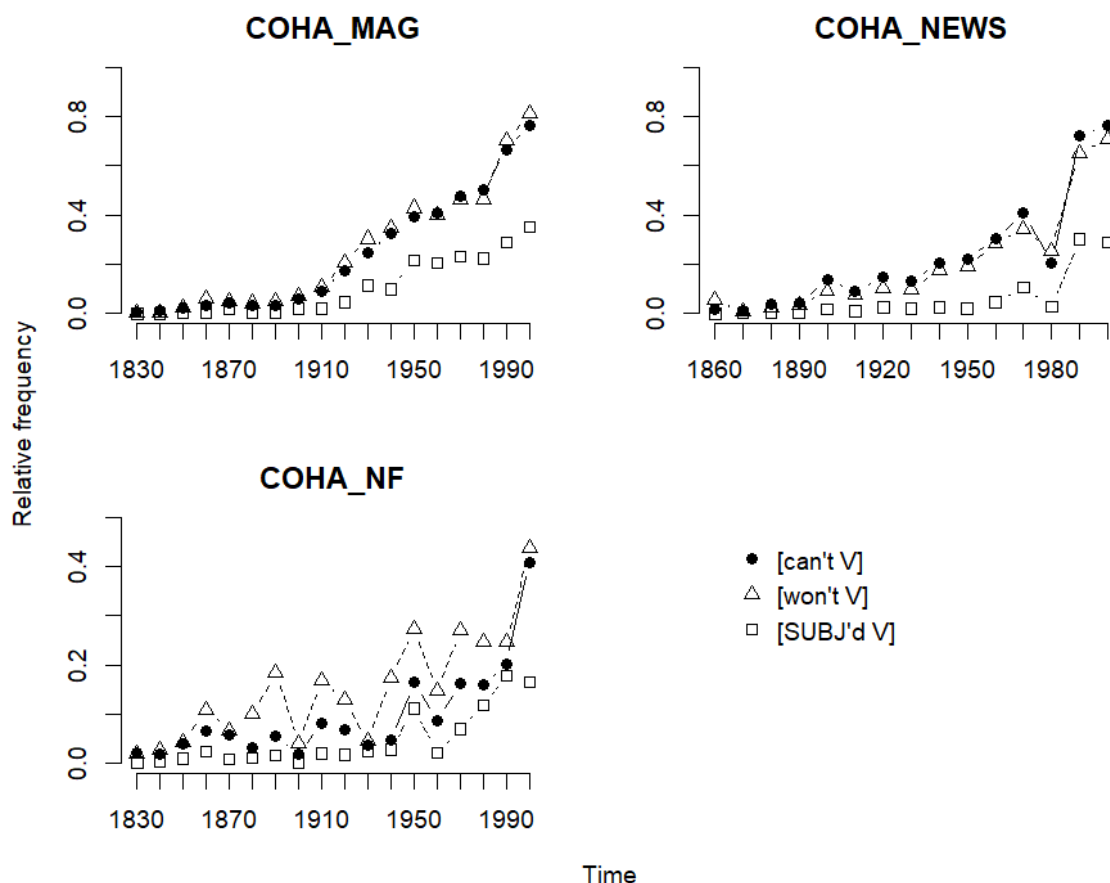 COHA_MAG
0.0 0.4 0.8
1830 1870 1910 1950 1990
COHA_NEWS
0.0 0.4 0.8
1860 1890 1920 1950 1980
Relative frequency
COHA_NF
0.0 0.2 0.4
1830 1870 1910 1950 1990
[can't V]
[won't V]
[SUBJ'd V]
Time